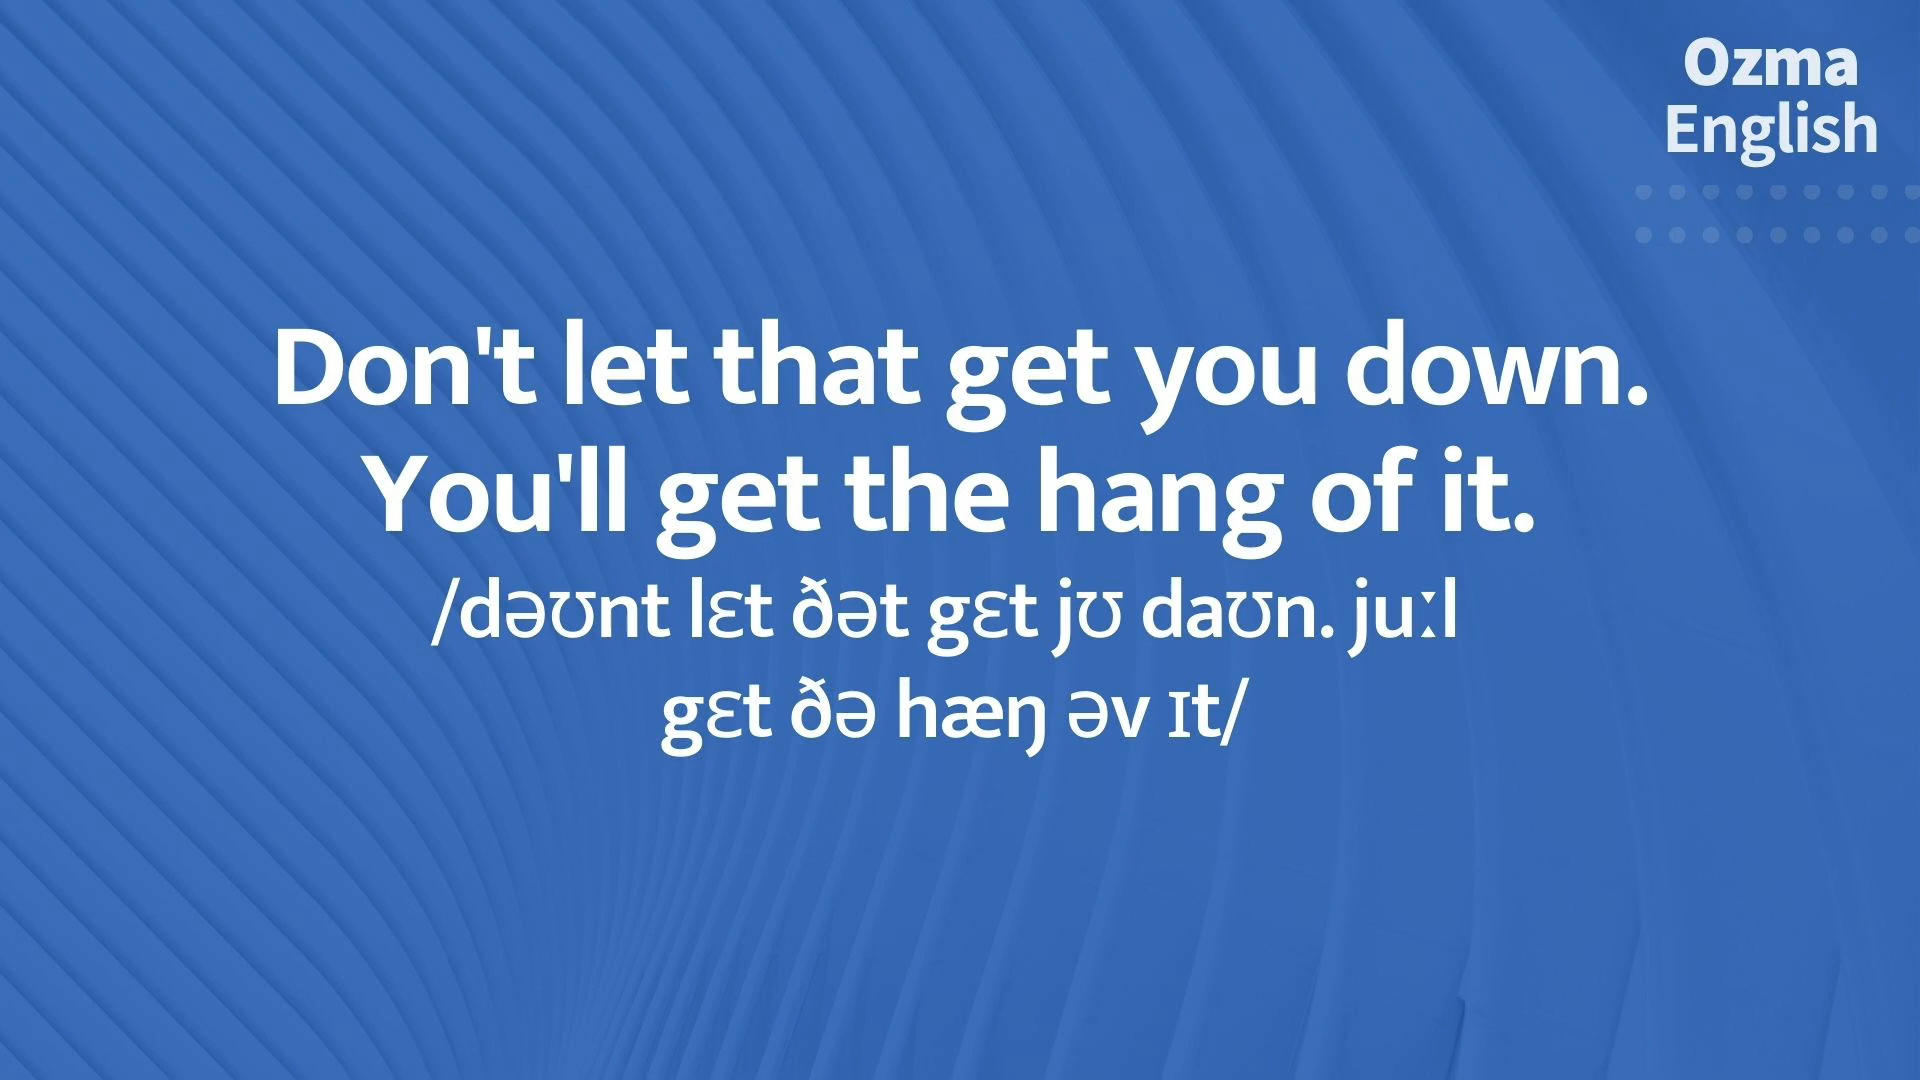 Ozma
English
Don't let that get you down.
You'll get the hang of it.
/dəʊnt lɛt ðət gɛt jʊ daʊn. juːl
gɛt ðə hæŋ əv ɪt/